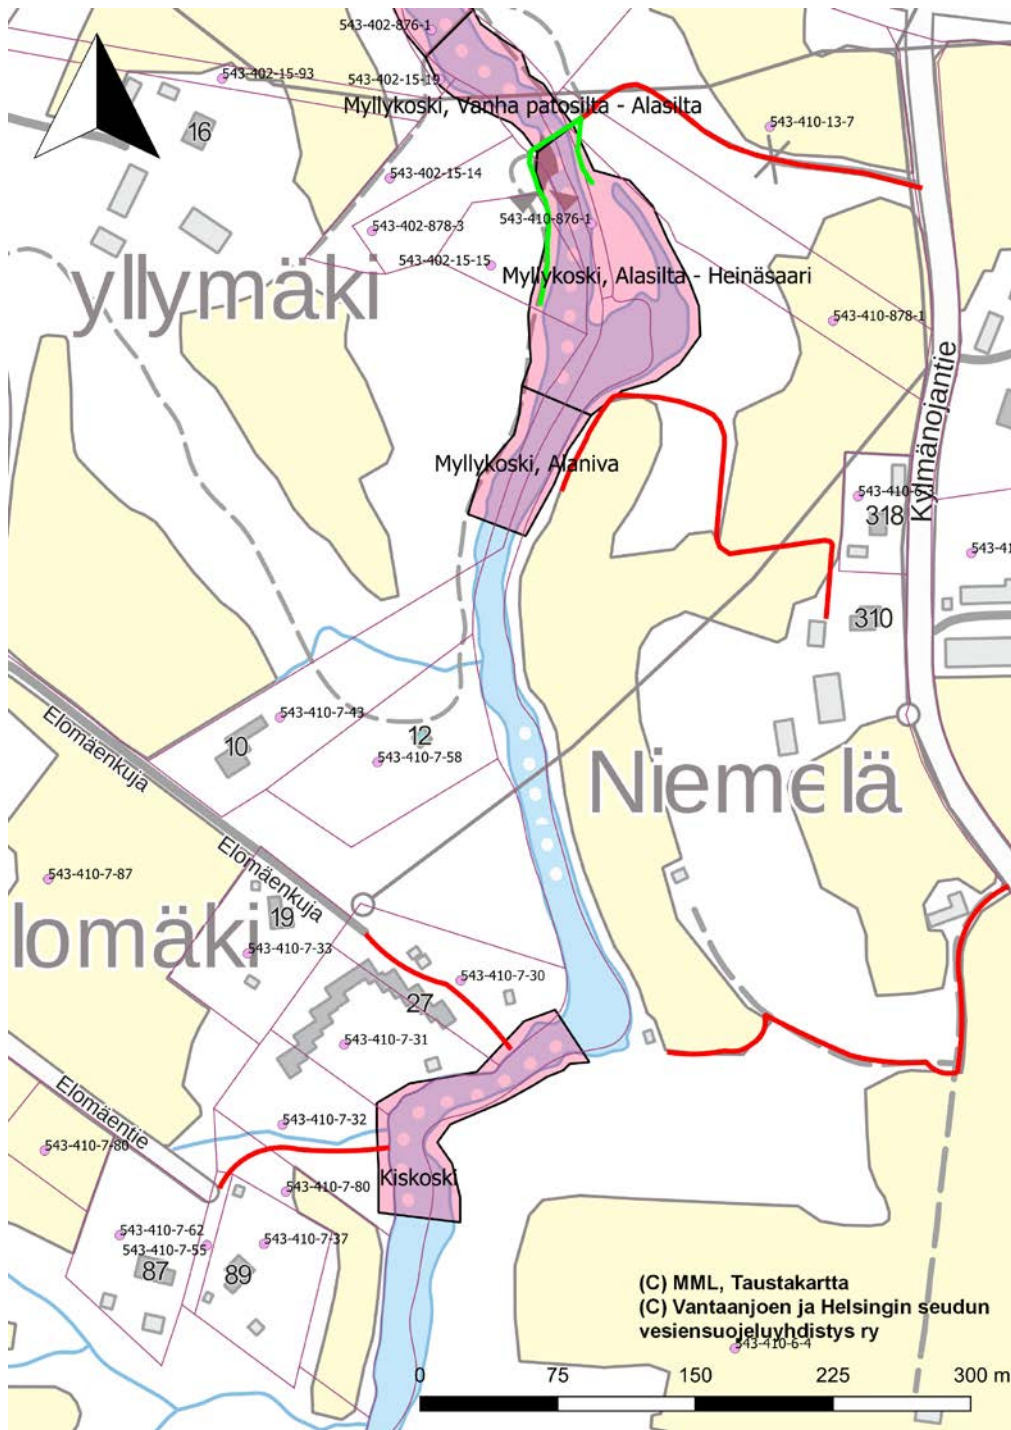 543-402-876-1
543-402-15-93
543-402-15-19
Myllykoski, Vanha patosilta - Alasilta
16
543-410-13-7
543-402-15-14
543-402-878-3
543-410-876-1
543-402-15-15
yllymäki
Myllykoski, Alasilta - Heinäsaari
543-410-878-1
Kylmänojantie
Myllykoski, Alaniva
543-410-6-3
318
543-41
310
543-410-7-43
10
12
543-410-7-58
Elomäenkuja
Niemelä
Elomäenkuja
543-410-7-87
19
lomäki
543-410-7-33
543-410-7-30
27
543-410-7-31
Elomäentie
543-410-7-32
543-410-7-80
Kiskoski
543-410-7-80
543-410-7-62
543-410-7-55
543-410-7-37
87
89
(C) MML, Taustakartta
(C) Vantaanjoen ja Helsingin seudun
vesiensuojeluyhdistys ry
543-410-6-4
0 75 150 225 300 m